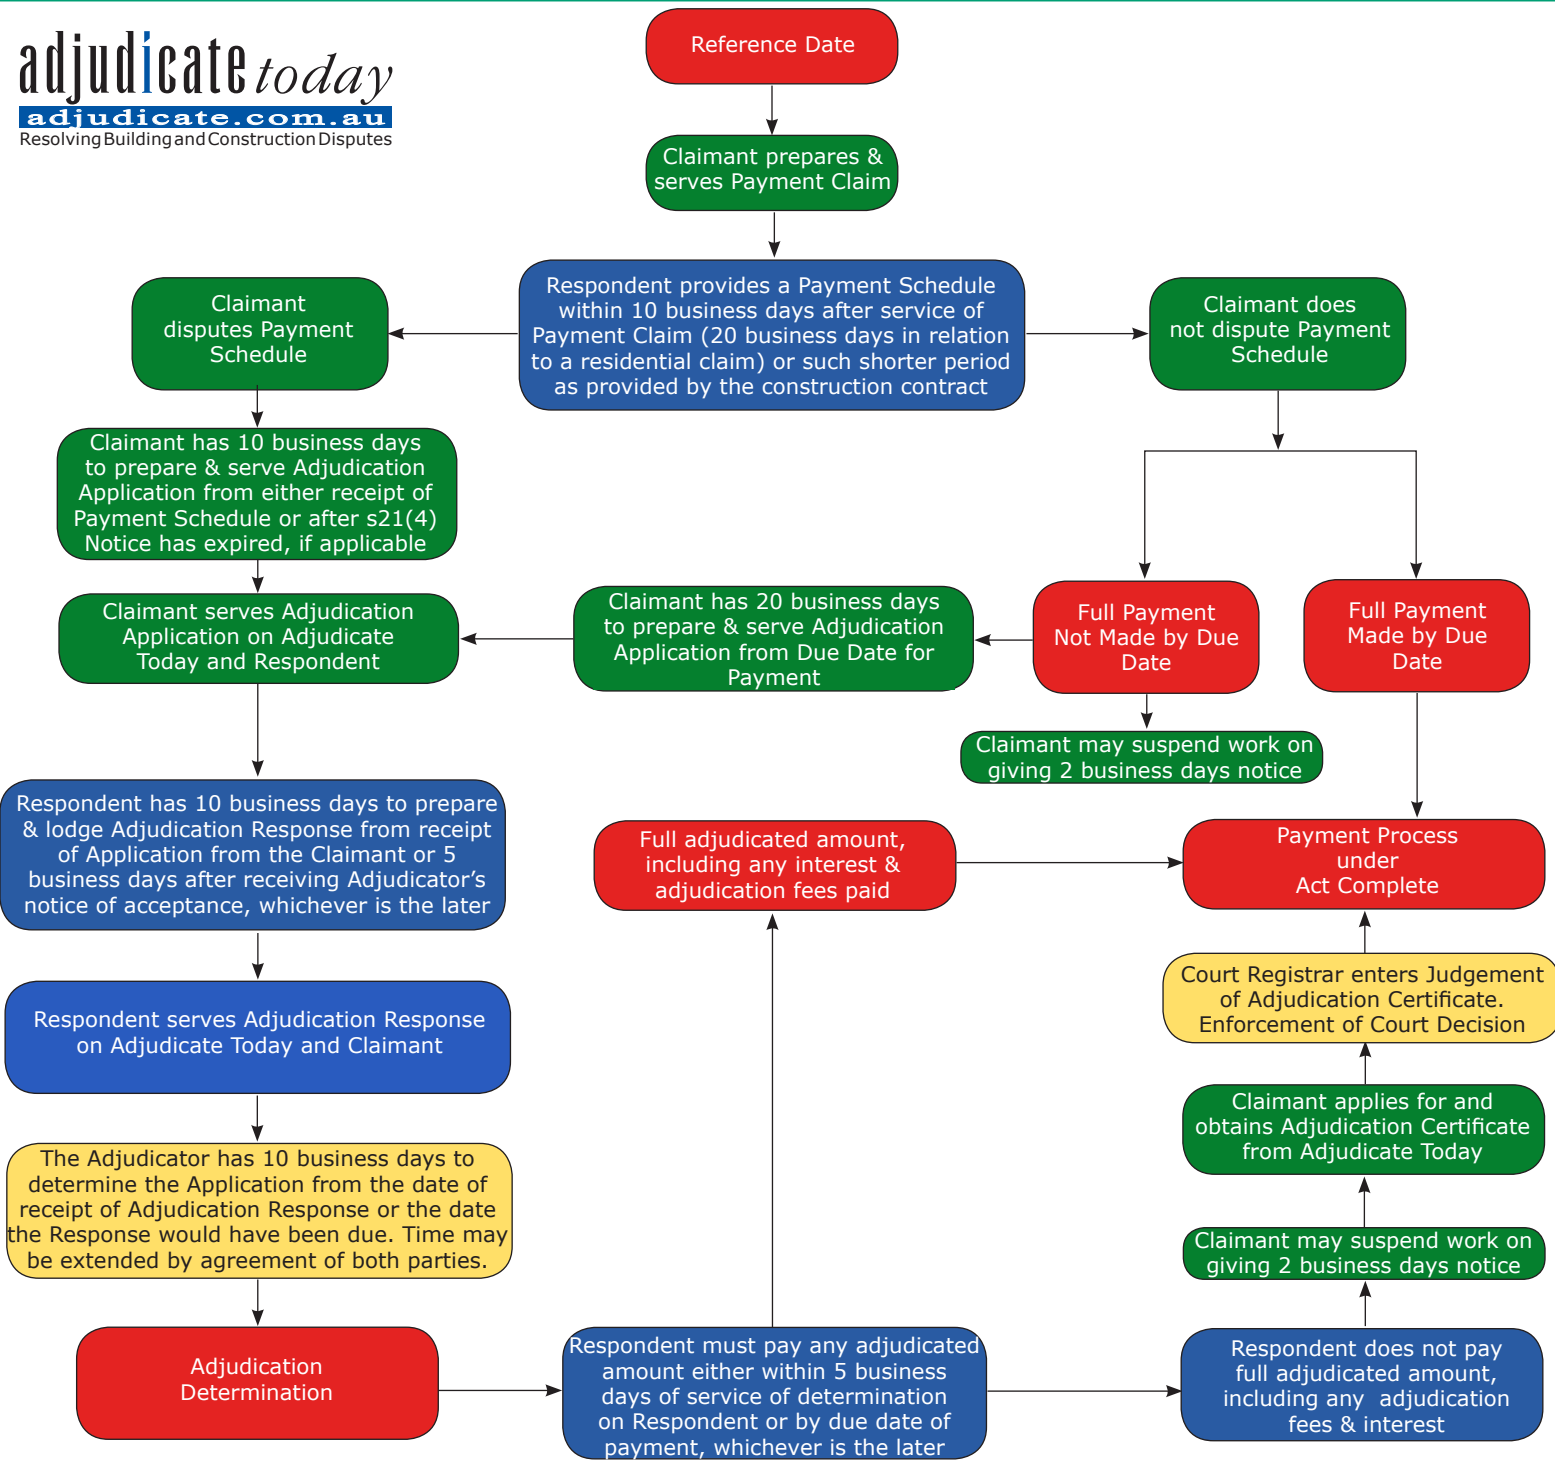 adjudicate today
adjudicate.com.au
Resolving Building and Construction Disputes
Reference Date
Claimant prepares &
serves Payment Claim
Respondent provides a Payment Schedule
within 10 business days after service of
Payment Claim (20 business days in relation
to a residential claim) or such shorter period
as provided by the construction contract
Claimant
disputes Payment
Schedule
Claimant does
not dispute Payment
Schedule
Claimant has 10 business days
to prepare & serve Adjudication
Application from either receipt of
Payment Schedule or after s21(4)
Notice has expired, if applicable
Claimant serves Adjudication
Application on Adjudicate
Today and Respondent
Claimant has 20 business days
to prepare & serve Adjudication
Application from Due Date for
Payment
Full Payment
Not Made by Due
Date
Full Payment
Made by Due
Date
Claimant may suspend work on
giving 2 business days notice
Respondent has 10 business days to prepare
& lodge Adjudication Response from receipt
of Application from the Claimant or 5
business days after receiving Adjudicator’s
notice of acceptance, whichever is the later
Full adjudicated amount,
including any interest &
adjudication fees paid
Payment Process
under
Act Complete
Respondent serves Adjudication Response
on Adjudicate Today and Claimant
Court Registrar enters Judgement
of Adjudication Certificate.
Enforcement of Court Decision
Claimant applies for and
obtains Adjudication Certificate
from Adjudicate Today
The Adjudicator has 10 business days to
determine the Application from the date of
receipt of Adjudication Response or the date
the Response would have been due. Time may
be extended by agreement of both parties.
Claimant may suspend work on
giving 2 business days notice
Adjudication
Determination
Respondent must pay any adjudicated
amount either within 5 business
days of service of determination
on Respondent or by due date of
payment, whichever is the later
Respondent does not pay
full adjudicated amount,
including any adjudication
fees & interest